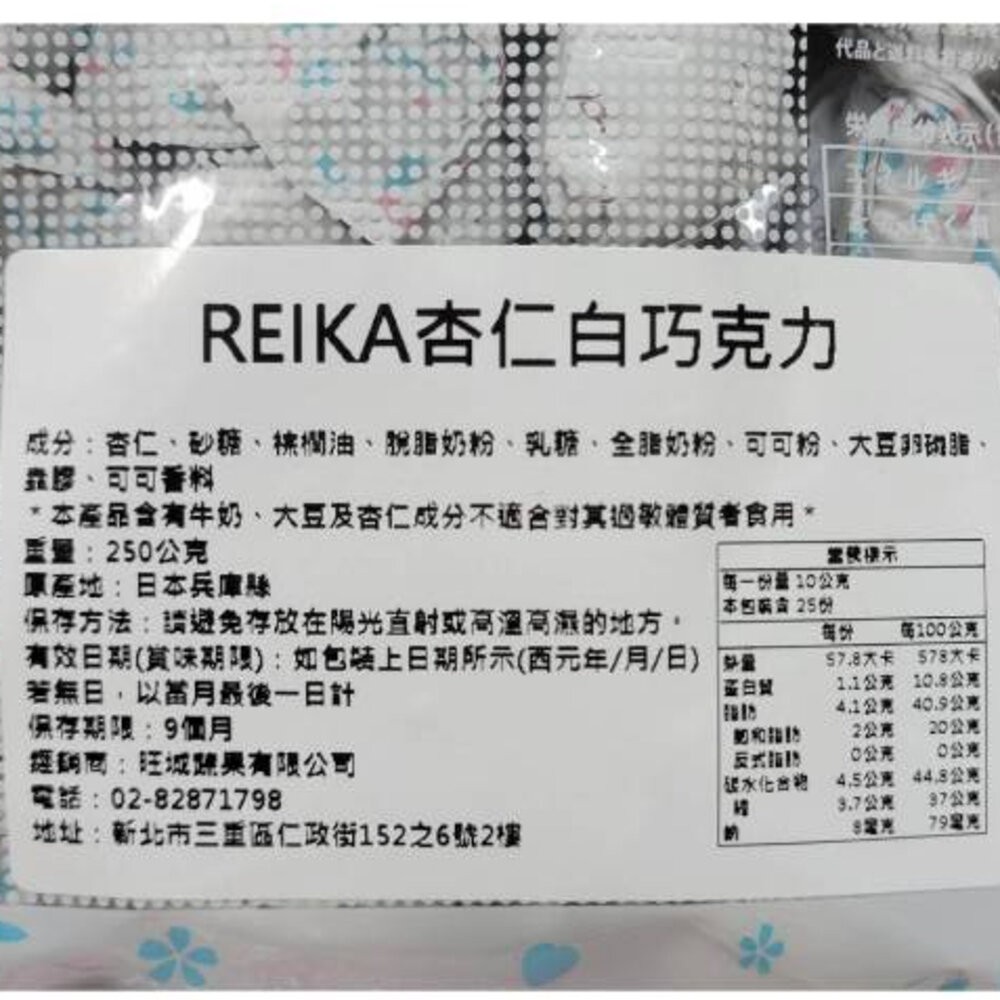 代品と
REIKA杏仁白巧克力
成分：杏仁、砂糖、棕櫚油、脫脂奶粉、乳糖、全脂奶粉、可可粉、大豆卵磷脂、
蟲膠、可可香料
*本產品含有牛奶、大豆及杏仁成分不適合對其過敏體質者食用*
重量：250公克
原產地：日本兵庫縣
保存方法：請避免存放在陽光直射或高溫高濕的地方。
有效日期(賞味期限)：如包裝上日期所示(西元年/月/日)
若無日，以當月最後一日計
保存期限：9個月
經銷商：旺城蔬果有限公司
電話：02-82871798
地址：新北市三重區仁政街152之6號2樓
營養標示
每一份量 10公克
本包裝含 25份
每份 每100公克
熱量 57.8大卡 578大卡
蛋白質 1.1公克 10.8公克
脂肪 4.1公克 40.9公克
飽和脂肪 2公克 20公克
反式脂肪 0公克 0公克
碳水化合物 4.5公克 44.8公克
糖 3.7公克 37公克
鈉 8毫克 79毫克